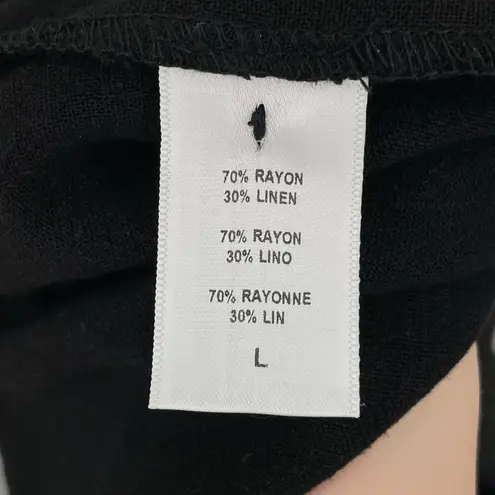 70% RAYON
30% LINEN
70% RAYON
30% LINO
70% RAYONNE
30% LIN
L